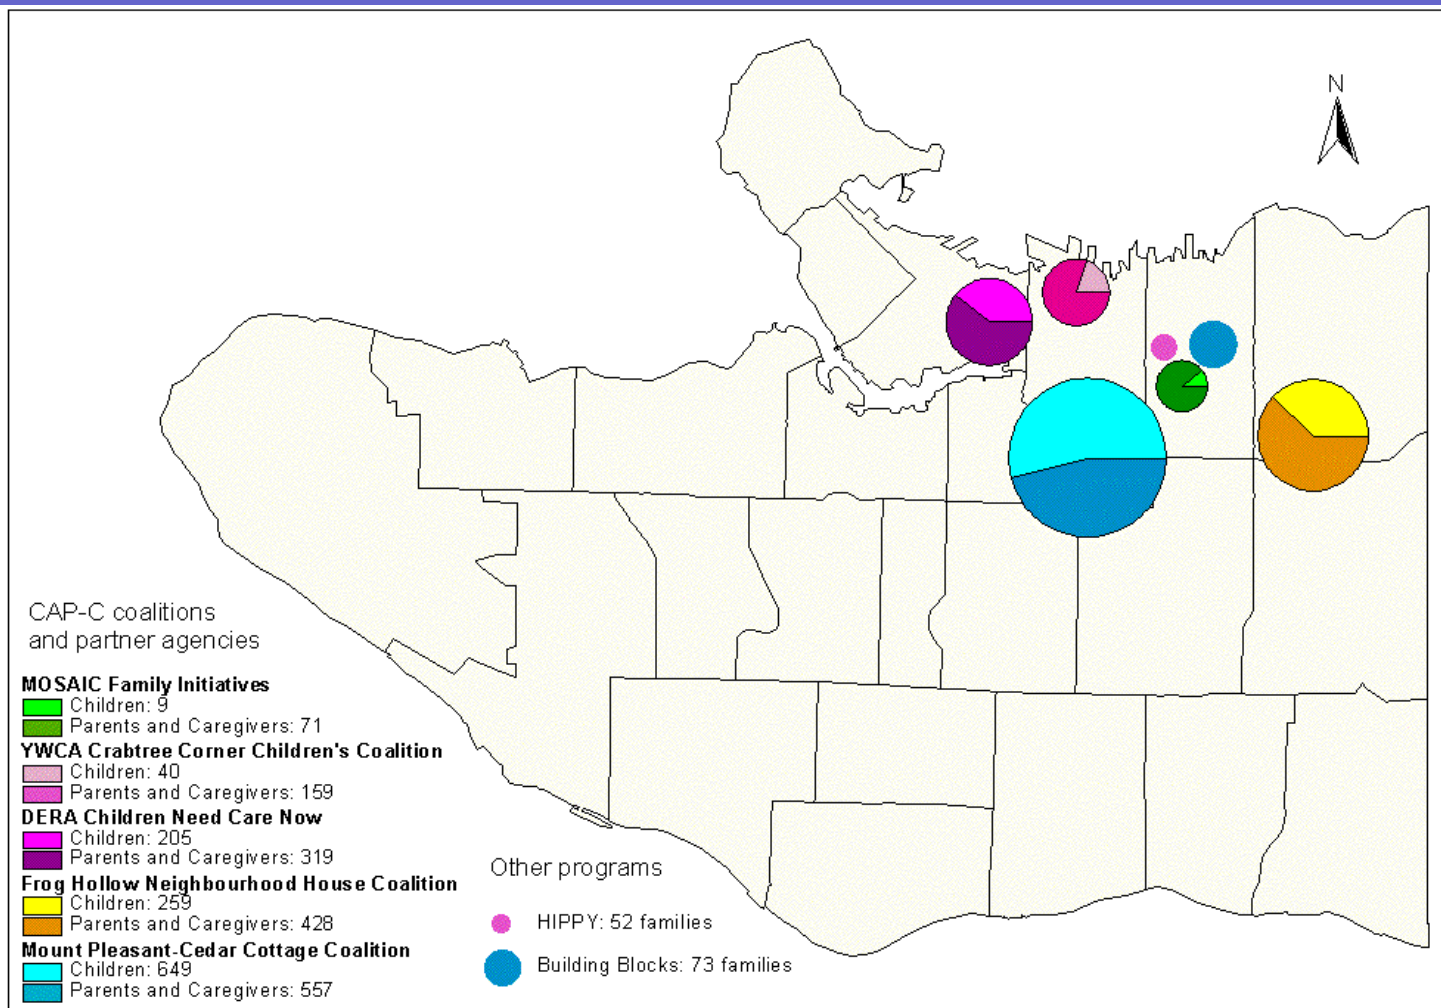 N
CAP-C coalitions
and partner agencies
MOSAIC Family Initiatives
Children: 9
Parents and Caregivers: 71
YWCA Crabtree Corner Children's Coalition
Children: 40
Parents and Caregivers: 159
DERA Children Need Care Now
Children: 205
Parents and Caregivers: 319
Frog Hollow Neighbourhood House Coalition
Children: 259
Parents and Caregivers: 428
Mount Pleasant-Cedar Cottage Coalition
Children: 649
Parents and Caregivers: 557
Other programs
HIPPY: 52 families
Building Blocks: 73 families